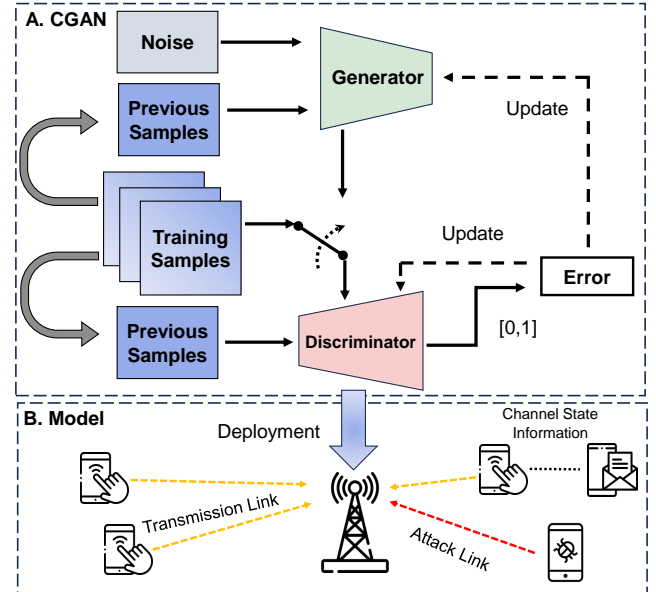 A. CGAN
Noise
Generator
Previous
Samples
Update
Training
Samples
Update
Error
Previous
Samples
Discriminator
[0,1]
B. Model
Deployment
Channel State
Information
Transmission Link
Attack Link